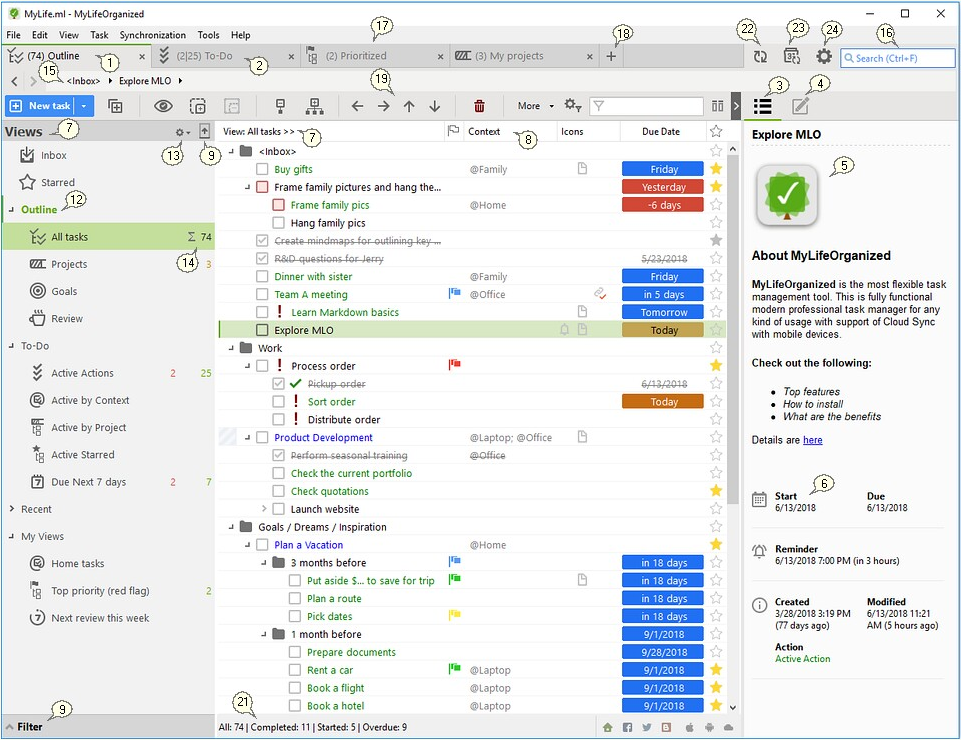 MyLife.ml - MyLifeOrganized
File Edit View Task Synchronization Tools Help
17
(74) Outline 1 (2|25) To-Do 2 (2) Prioritized (3) My projects 18
22 23 24 16
Search (Ctrl+F)
15 <Inbox> Explore MLO 19
New task More
3 4
Views 7 View: All tasks >> 7 Context 8 Icons Due Date
13 9
Inbox
Starred
Outline 12
All tasks Σ 74
14
Projects 3
Goals
Review
To-Do
Active Actions 2 25
Active by Context
Active by Project
Active Starred
Due Next 7 days 2 7
Recent
My Views
Home tasks
Top priority (red flag) 2
Next review this week
Filter 9
<Inbox>
Buy gifts @Family Friday
Frame family pictures and hang the... Yesterday
Frame family pics @Home -6 days
Hang family pics
Create mindmaps for outlining key ...
R&D questions for Jerry 5/23/2018
Dinner with sister @Family Friday
Team A meeting @Office in 5 days
Learn Markdown basics Tomorrow
Explore MLO Today
Work
Process order
Pickup order 6/13/2018
Sort order Today
Distribute order
Product Development @Laptop; @Office
Perform seasonal training @Office
Check the current portfolio
Check quotations
Launch website
Goals / Dreams / Inspiration
Plan a Vacation @Home
3 months before in 18 days
Put aside $... to save for trip in 18 days
Plan a route in 18 days
Pick dates in 18 days
1 month before 9/1/2018
Prepare documents 9/28/2018
Rent a car @Laptop 9/1/2018
Book a flight @Laptop 9/1/2018
Book a hotel @Laptop 9/1/2018
21
All: 74 | Completed: 11 | Started: 5 | Overdue: 9
Explore MLO
5
About MyLifeOrganized
MyLifeOrganized is the most flexible task
management tool. This is fully functional
modern professional task manager for any
kind of usage with support of Cloud Sync
with mobile devices.
Check out the following:
Top features
How to install
What are the benefits
Details are here
6
Start Due
6/13/2018 6/13/2018
Reminder
6/13/2018 7:00 PM (in 3 hours)
Created Modified
3/28/2018 3:19 PM 6/13/2018 11:21
(77 days ago) AM (5 hours ago)
Action
Active Action